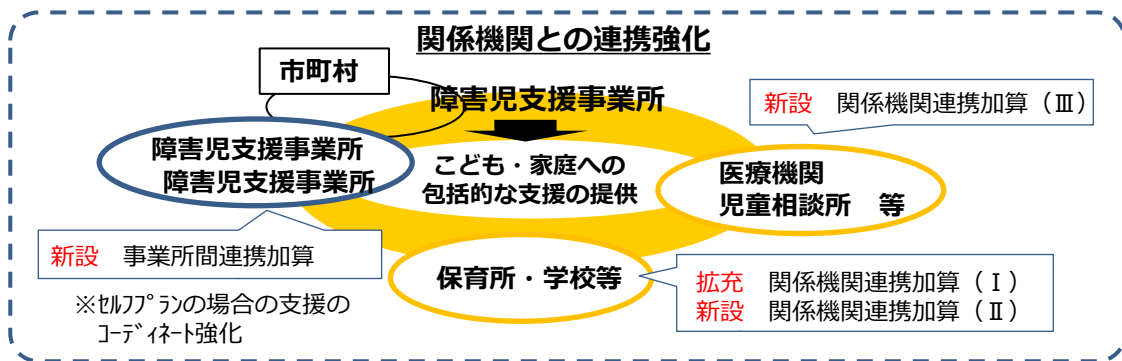 関係機関との連携強化
市町村
障害児支援事業所
新設 関係機関連携加算（Ⅲ）
障害児支援事業所
障害児支援事業所
こども・家庭への
包括的な支援の提供
医療機関
児童相談所 等
新設 事業所間連携加算
保育所・学校等
拡充 関係機関連携加算（Ⅰ）
新設 関係機関連携加算（Ⅱ）
※ｾﾙﾌﾌﾟﾗﾝの場合の支援の
ｺｰﾃﾞｨﾈｰﾄ強化